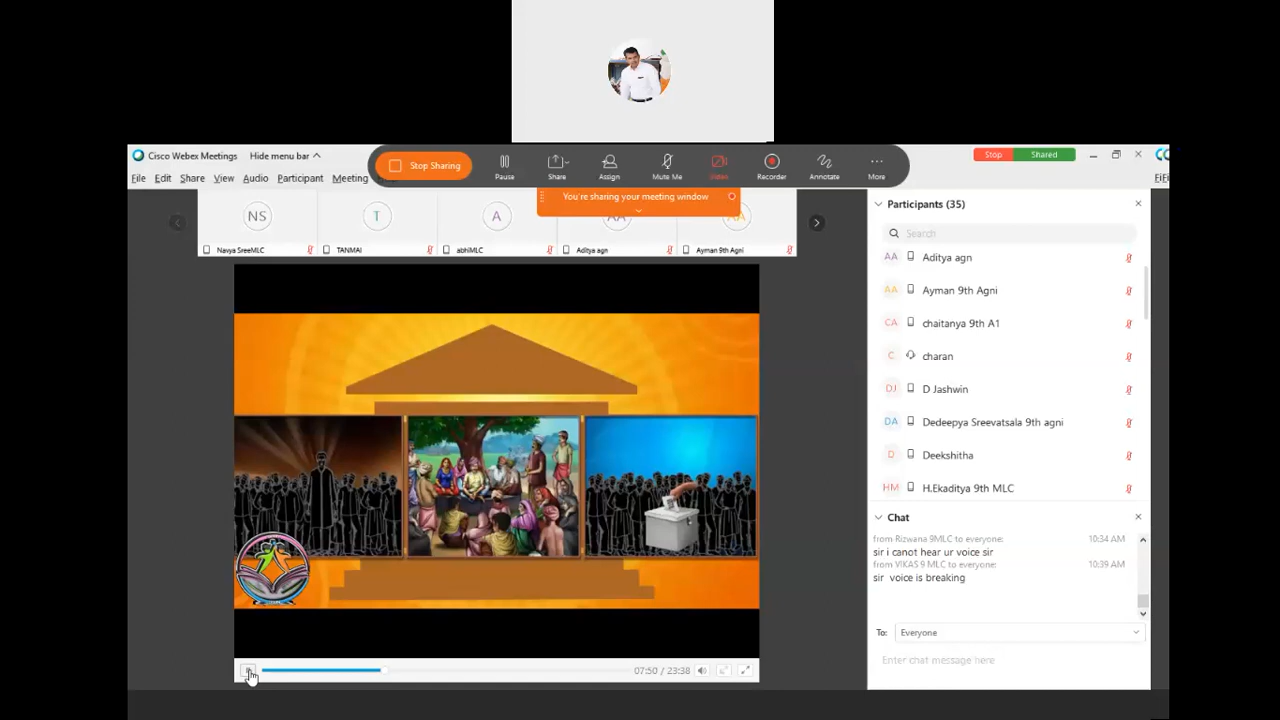 Cisco Webex Meetings
Hide menu bar
Stop Sharing
Pause
Share
Assign
Mute Me
Recorder
Annotate
More
Stop
Shared
File
Edit
Share
View
Audio
Participant
Meeting
You're sharing your meeting window
NS
T
A
AA
AA
Navya SreeMLC
TANMAI
abhiMLC
Aditya agn
Ayman 9th Agni
Participants (35)
Search
AA
Aditya agn
AA
Ayman 9th Agni
CA
chaitanya 9th A1
C
charan
DJ
D Jashwin
DA
Dedeepya Sreevatsala 9th agni
D
Deekshitha
HM
H.Ekaditya 9th MLC
Chat
from Rizwana 9MLC to everyone:
10:34 AM
sir i canot hear ur voice sir
from VIKAS 9 MLC to everyone:
10:39 AM
sir voice is breaking
To:
Everyone
Enter chat message here
07:50 / 23:38